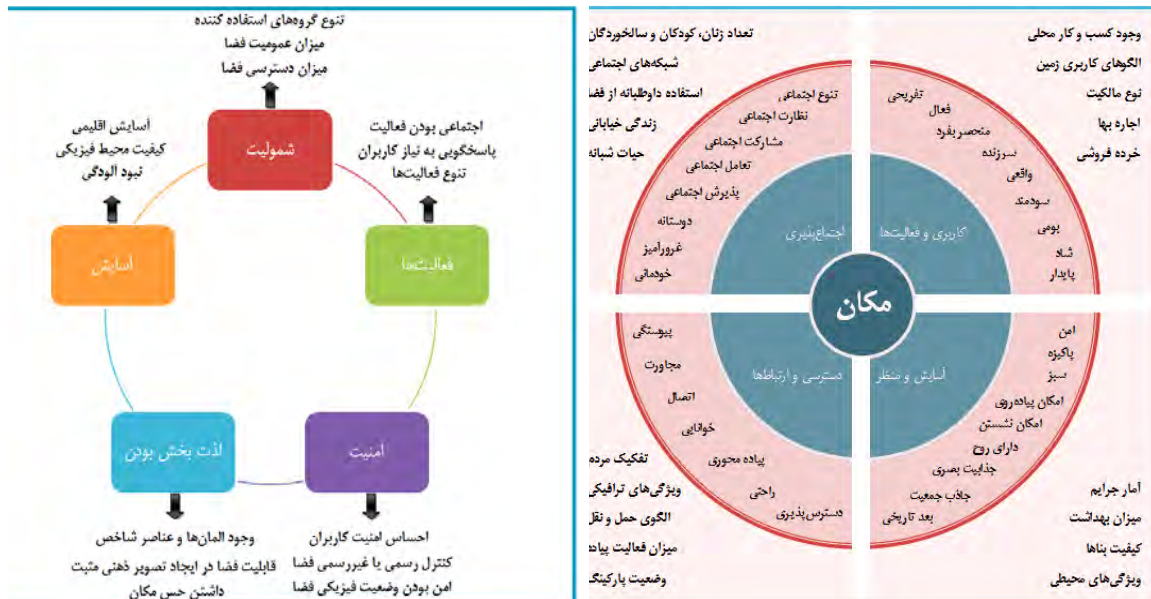 تنوع گروه‌های استفاده کننده
میزان عمومیت فضا
میزان دسترسی فضا
شمولیت
اجتماعی بودن فعالیت
پاسخگویی به نیاز کاربران
تنوع فعالیت‌ها
فعالیت‌ها
آسایش اقلیمی
کیفیت محیط فیزیکی
نبود آلودگی
آسایش
امنیت
احساس امنیت کاربران
کنترل رسمی یا غیررسمی فضا
امن بودن وضعیت فیزیکی فضا
لذت بخش بودن
وجود المان‌ها و عناصر شاخص
قابلیت فضا در ایجاد تصویر ذهنی مثبت
داشتن حس مکان
وجود کسب و کار محلی
الگوهای کاربری زمین
نوع مالکیت
اجاره بها
خرده فروشی
تفریحی
فعال
منحصر بفرد
سرزنده
واقعی
سودمند
بومی
شاد
پایدار
کاربری و فعالیت‌ها
تعداد زنان، کودکان و سالخوردگان
شبکه‌های اجتماعی
استفاده داوطلبانه از فضا
زندگی خیابانی
حیات شبانه
تنوع اجتماعی
نظارت اجتماعی
مشارکت اجتماعی
تعامل اجتماعی
پذیرش اجتماعی
دوستانه
غرورآمیز
خودمانی
اجتماع‌پذیری
مکان
آسایش و منظر
امن
پاکیزه
سبز
امکان پیاده‌روی
امکان نشستن
دارای روح
جذابیت بصری
جاذب جمعیت
بعد تاریخی
آمار جرایم
میزان بهداشت
کیفیت بناها
ویژگی‌های محیطی
دسترسی و ارتباط‌ها
پیوستگی
مجاورت
اتصال
خوانایی
پیاده محوری
راحتی
دسترس‌پذیری
تفکیک مردم
ویژگی‌های ترافیکی
الگوی حمل و نقل
میزان فعالیت پیاده
وضعیت پارکینگ